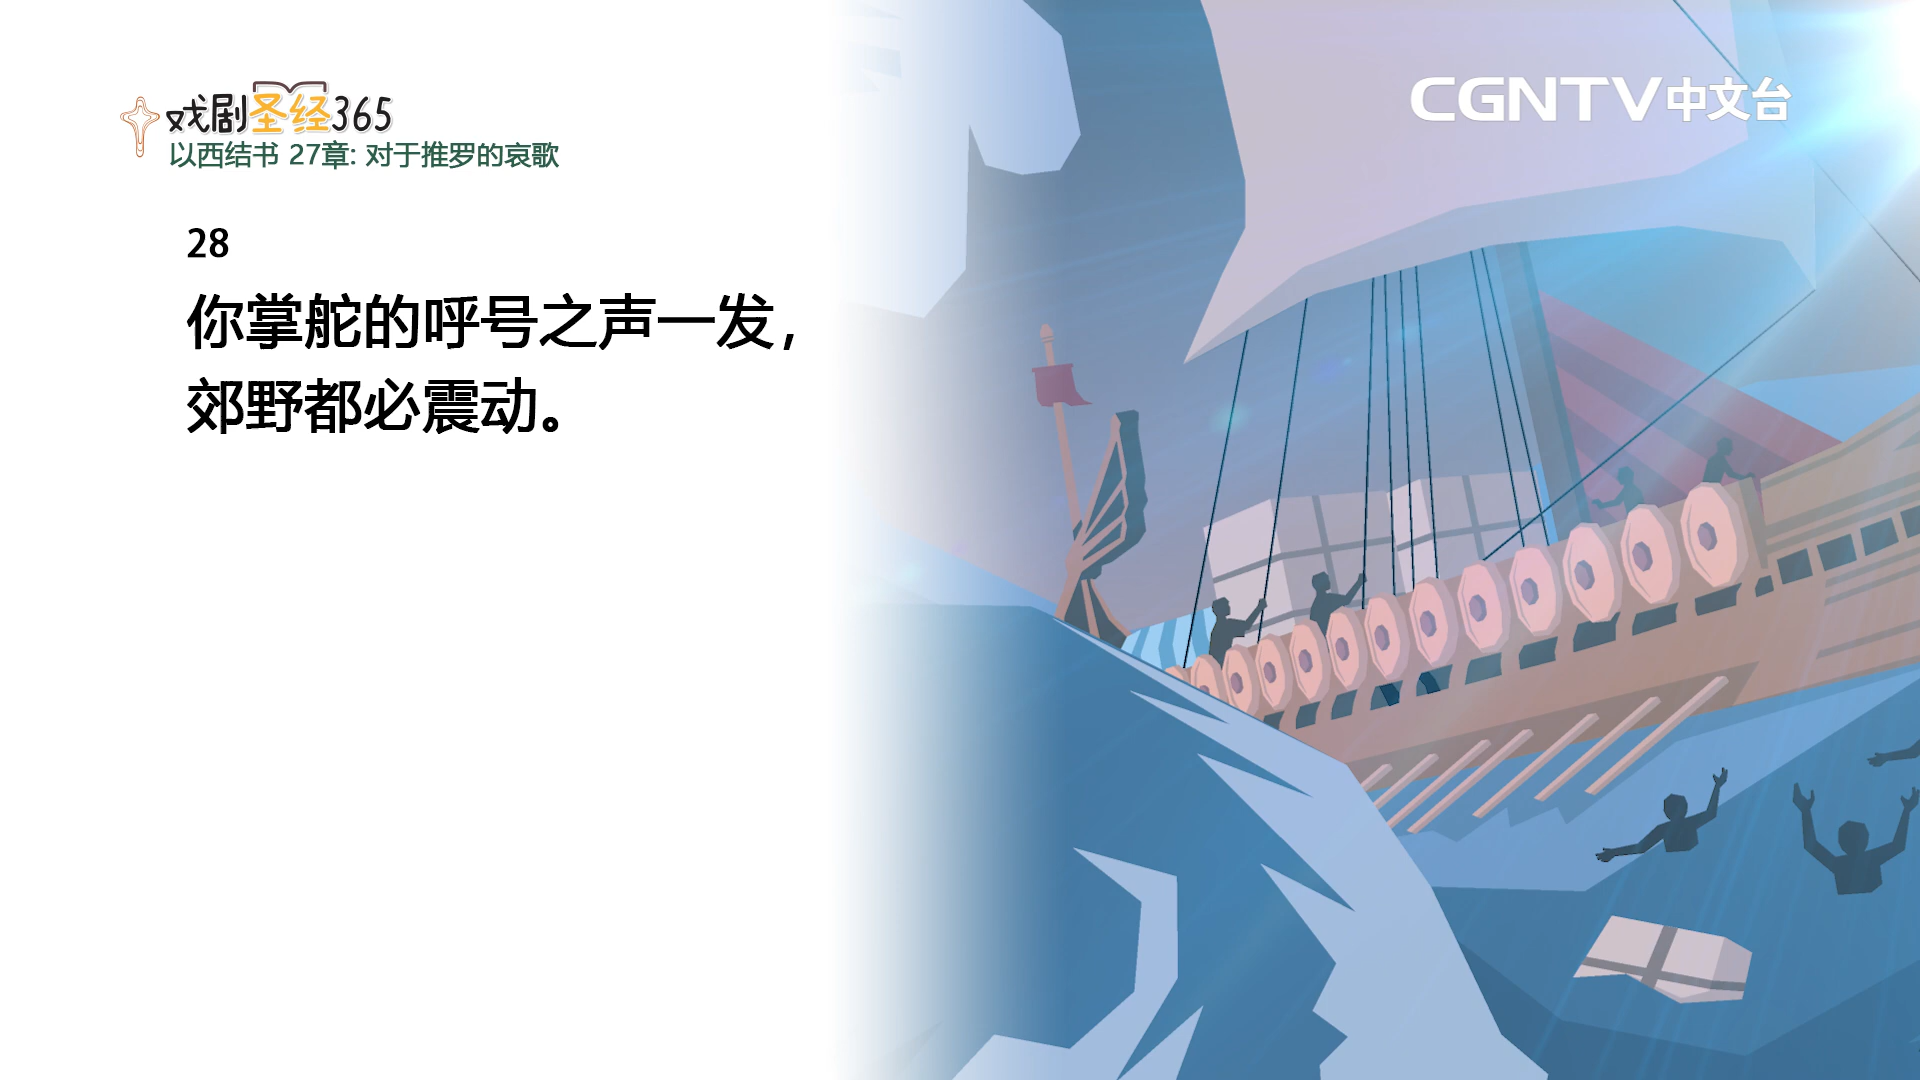 戏剧圣经365
以西结书 27章: 对于推罗的哀歌
CGNTV中文台
28
你掌舵的呼号之声一发，
郊野都必震动。